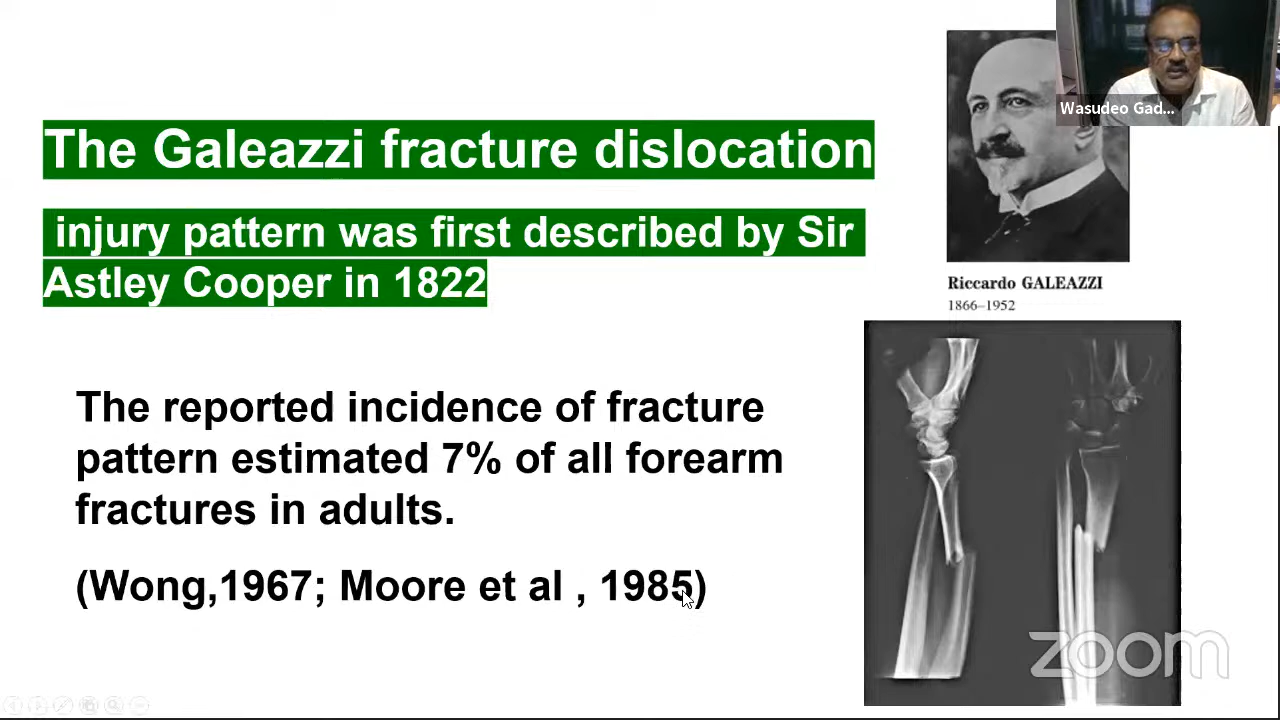 The Galeazzi fracture dislocation
injury pattern was first described by Sir
Astley Cooper in 1822
The reported incidence of fracture
pattern estimated 7% of all forearm
fractures in adults.
(Wong,1967; Moore et al , 1985)
Wasudeo Gad...
Riccardo GALEAZZI
1866–1952
zoom